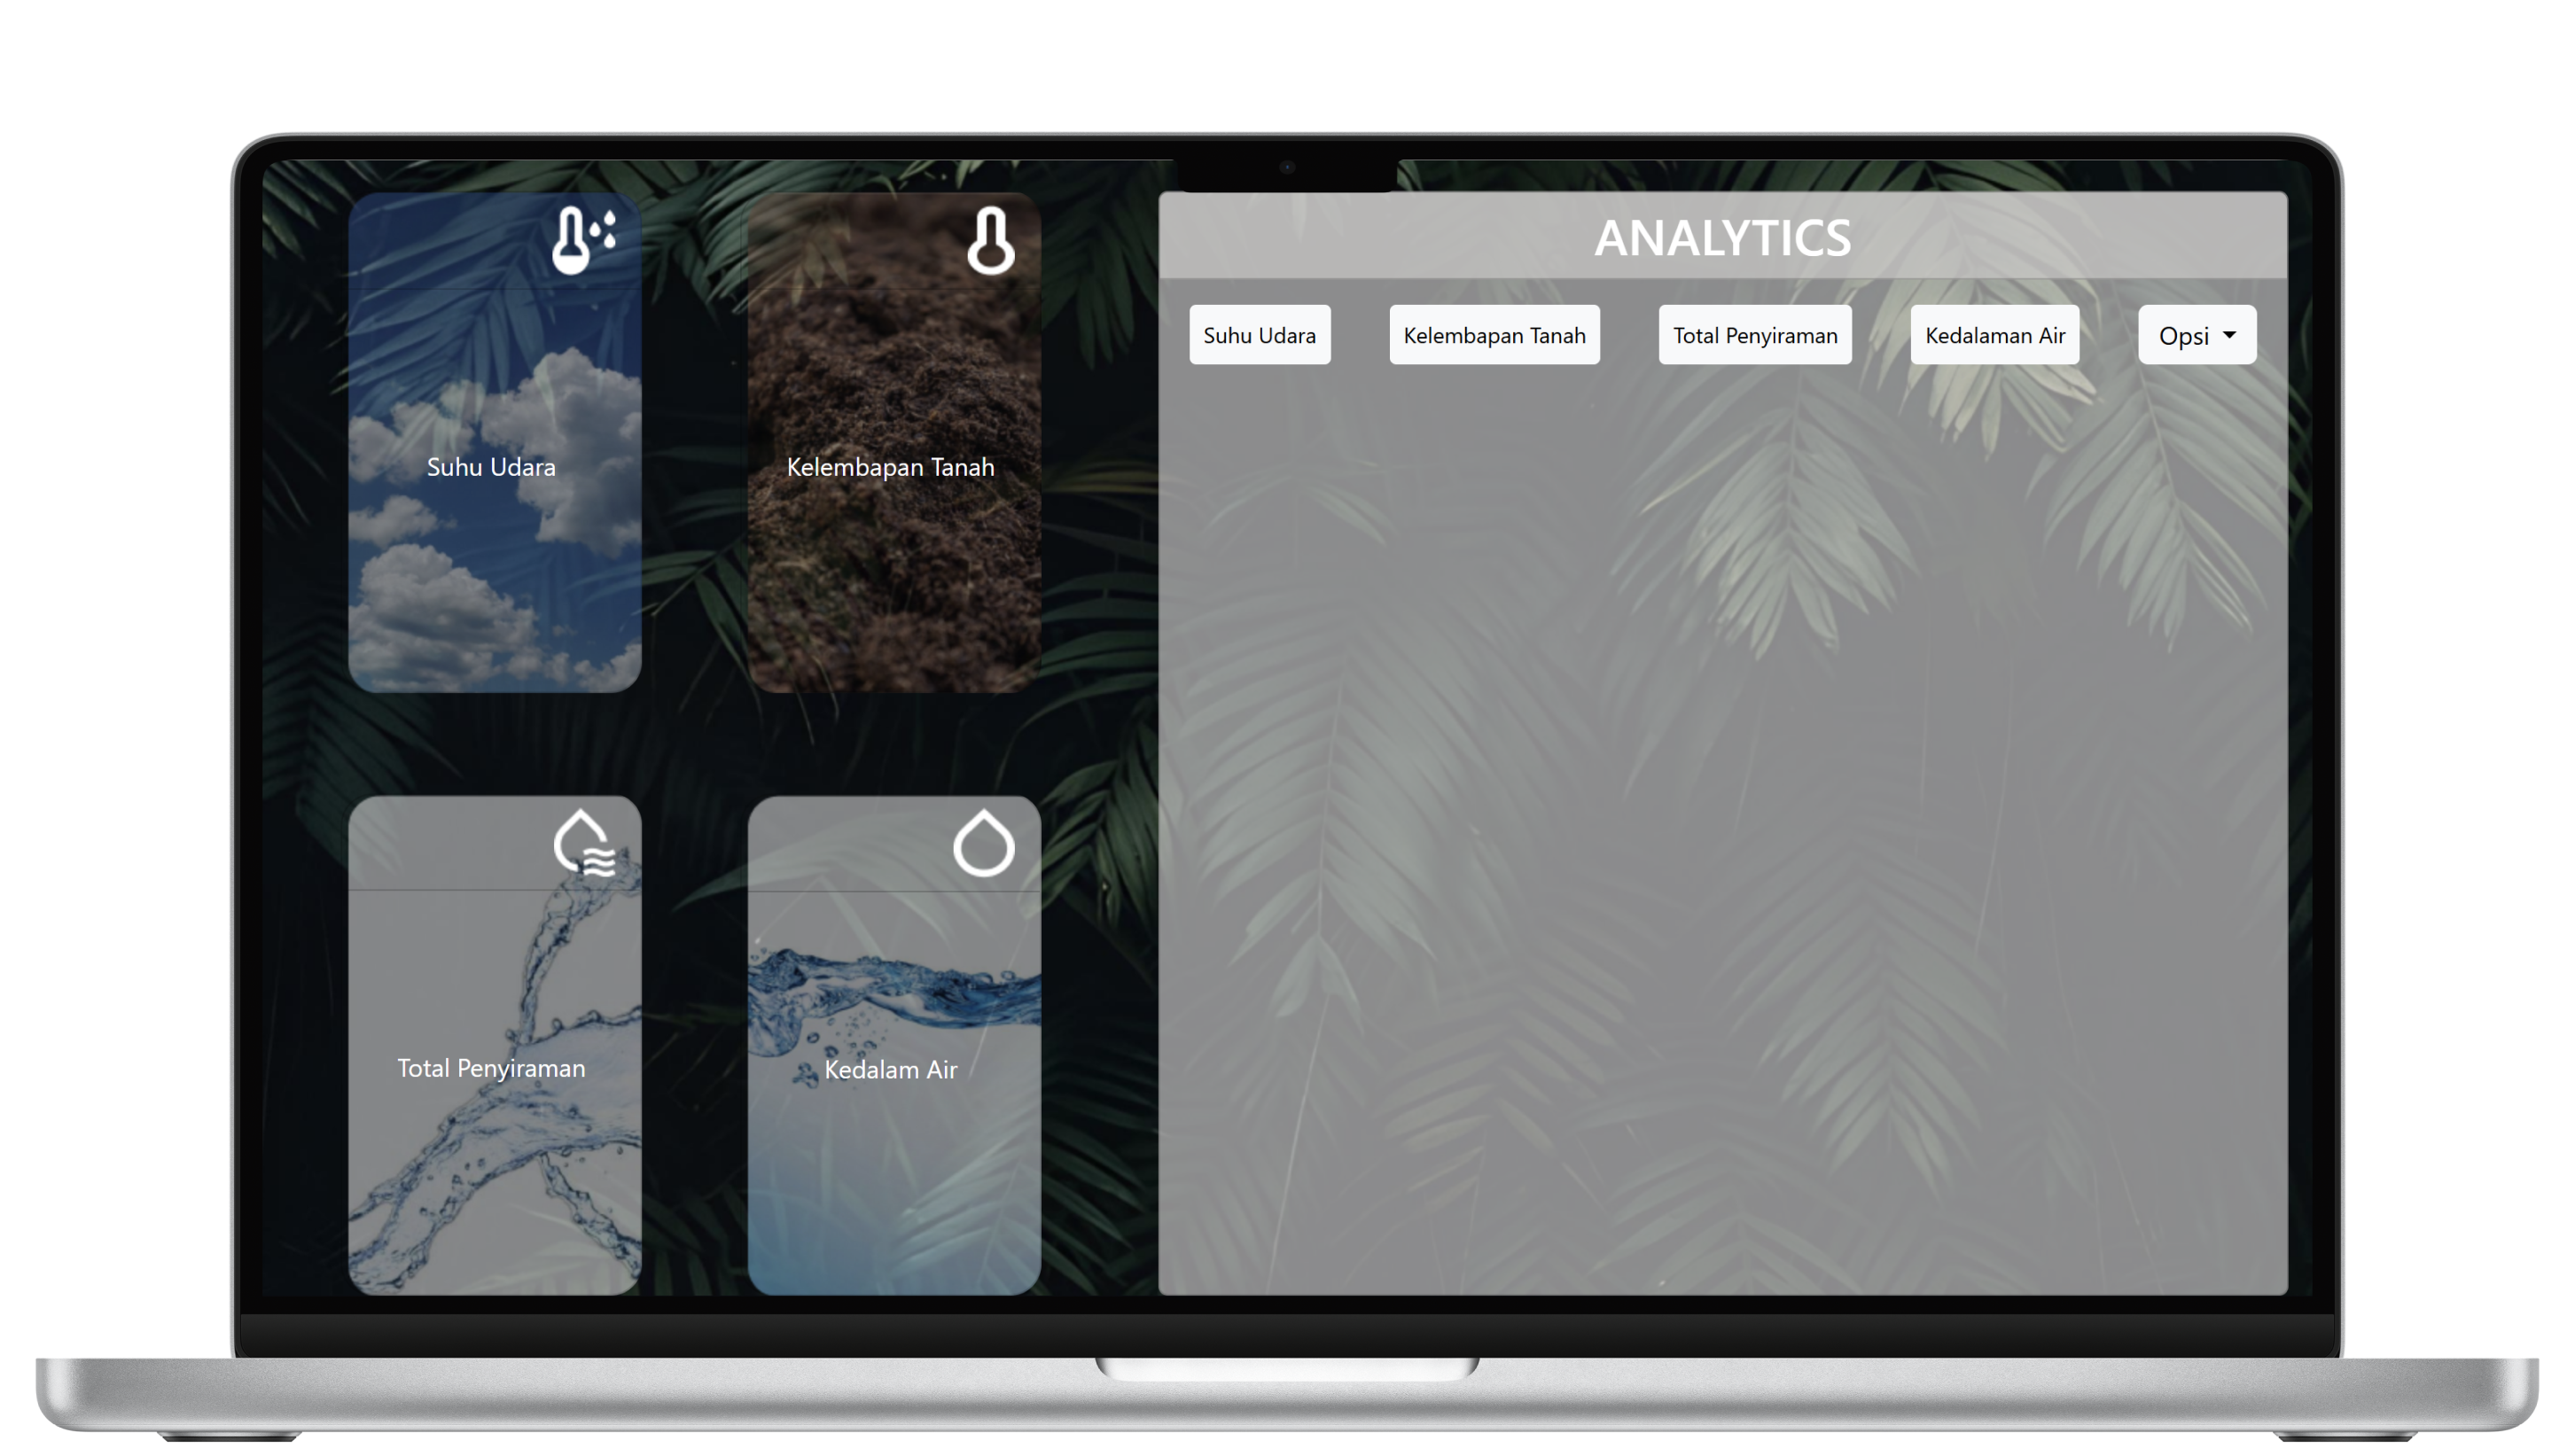 Suhu Udara
Kelembapan Tanah
Total Penyiraman
Kedalam Air
ANALYTICS
Suhu Udara
Kelembapan Tanah
Total Penyiraman
Kedalaman Air
Opsi